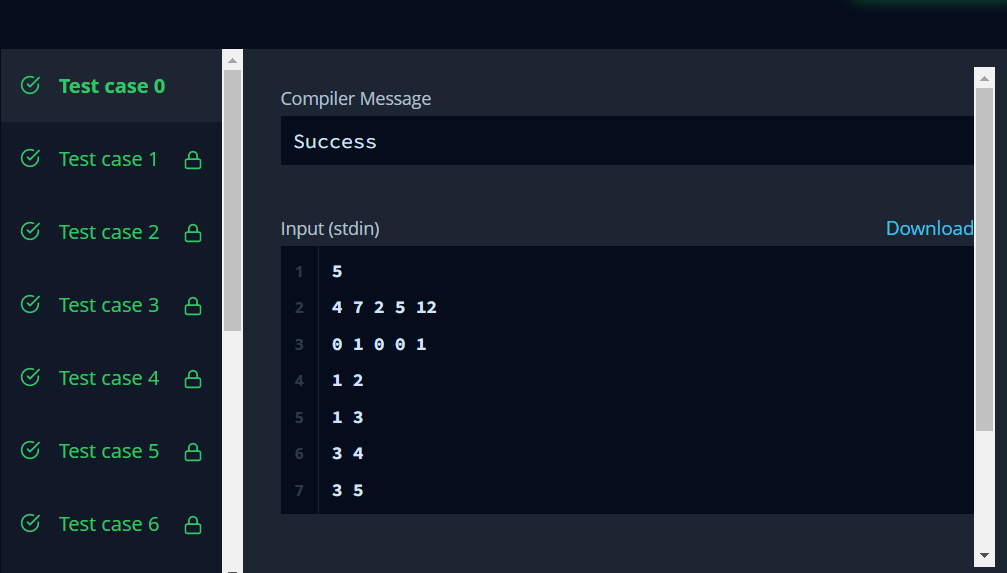 Test case 0
Test case 1
Test case 2
Test case 3
Test case 4
Test case 5
Test case 6
Compiler Message
Success
Input (stdin)
Download
1 5
2 4 7 2 5 12
3 0 1 0 0 1
4 1 2
5 1 3
6 3 4
7 3 5